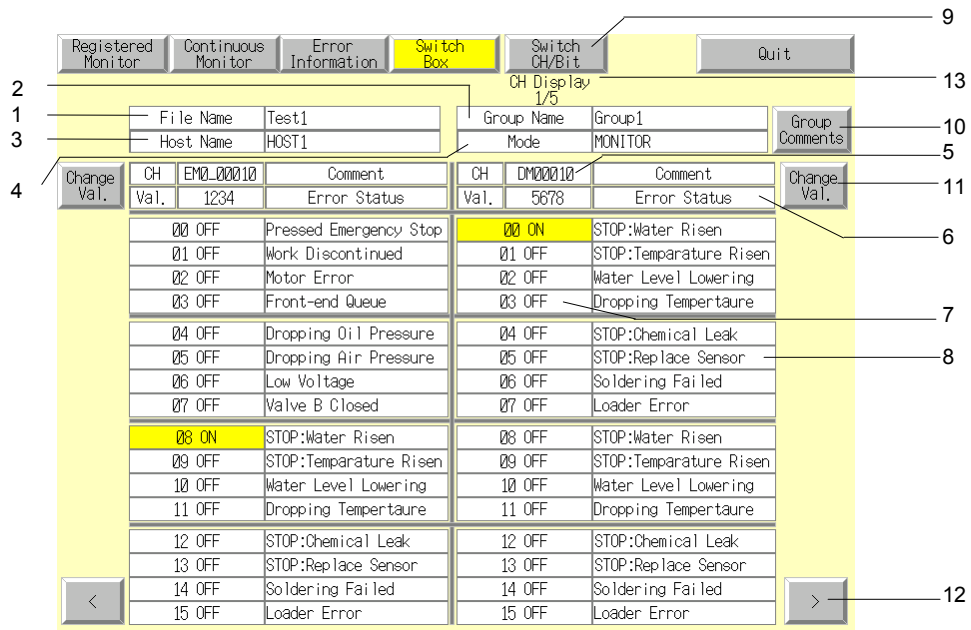 9
Registered Monitor
Continuous Monitor
Error Information
Switch Box
Switch CH/Bit
Quit
CH Display
1/5
13
2
1
File Name Test1 Group Name Group1
Group Comments
10
3
Host Name HOST1 Mode MONITOR
5
4
Change Val.
CH EM0_00010 Comment CH DM00010 Comment
Change Val.
11
Val. 1234 Error Status Val. 5678 Error Status
6
00 OFF Pressed Emergency Stop 00 ON STOP:Water Risen
01 OFF Work Discontinued 01 OFF STOP:Temparature Risen
02 OFF Motor Error 02 OFF Water Level Lowering
03 OFF Front-end Queue 03 OFF Dropping Tempertaure
7
04 OFF Dropping Oil Pressure 04 OFF STOP:Chemical Leak
05 OFF Dropping Air Pressure 05 OFF STOP:Replace Sensor
8
06 OFF Low Voltage 06 OFF Soldering Failed
07 OFF Valve B Closed 07 OFF Loader Error
08 ON STOP:Water Risen 08 OFF STOP:Water Risen
09 OFF STOP:Temparature Risen 09 OFF STOP:Temparature Risen
10 OFF Water Level Lowering 10 OFF Water Level Lowering
11 OFF Dropping Tempertaure 11 OFF Dropping Tempertaure
12 OFF STOP:Chemical Leak 12 OFF STOP:Chemical Leak
13 OFF STOP:Replace Sensor 13 OFF STOP:Replace Sensor
14 OFF Soldering Failed 14 OFF Soldering Failed
< >
12
15 OFF Loader Error 15 OFF Loader Error